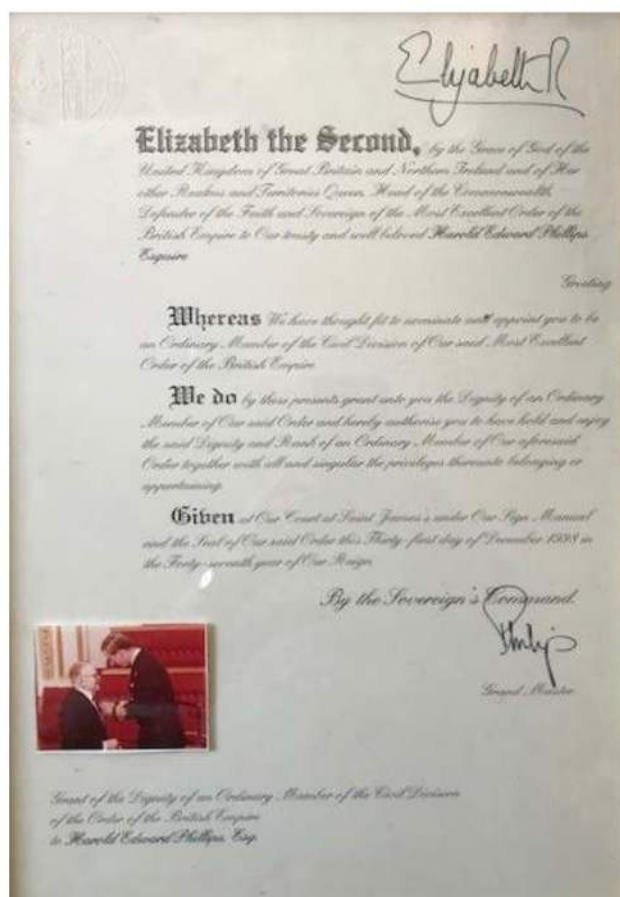 Elizabeth R
Elizabeth the Second, by the Grace of God of the
United Kingdom of Great Britain and Northern Ireland and of Her
other Realms and Territories Queen, Head of the Commonwealth,
Defender of the Faith and Sovereign of the Most Excellent Order of the
British Empire to Our trusty and well beloved Harold Edward Phillips
Esquire
Greeting
Whereas We have thought fit to nominate and appoint you to be
an Ordinary Member of the Civil Division of Our said Most Excellent
Order of the British Empire
We do by these presents grant unto you the Dignity of an Ordinary
Member of Our said Order and hereby authorise you to have hold and enjoy
the said Dignity and Rank of an Ordinary Member of Our aforesaid
Order together with all and singular the privileges thereunto belonging or
appertaining.
Given at Our Court at Saint James's under Our Sign Manual
and the Seal of Our said Order this Thirty-first day of December 1998 in
the Forty-seventh year of Our Reign.
By the Sovereign's Command.
Philip
Grand Master
Grant of the Dignity of an Ordinary Member of the Civil Division
of the Order of the British Empire
to Harold Edward Phillips, Esq.